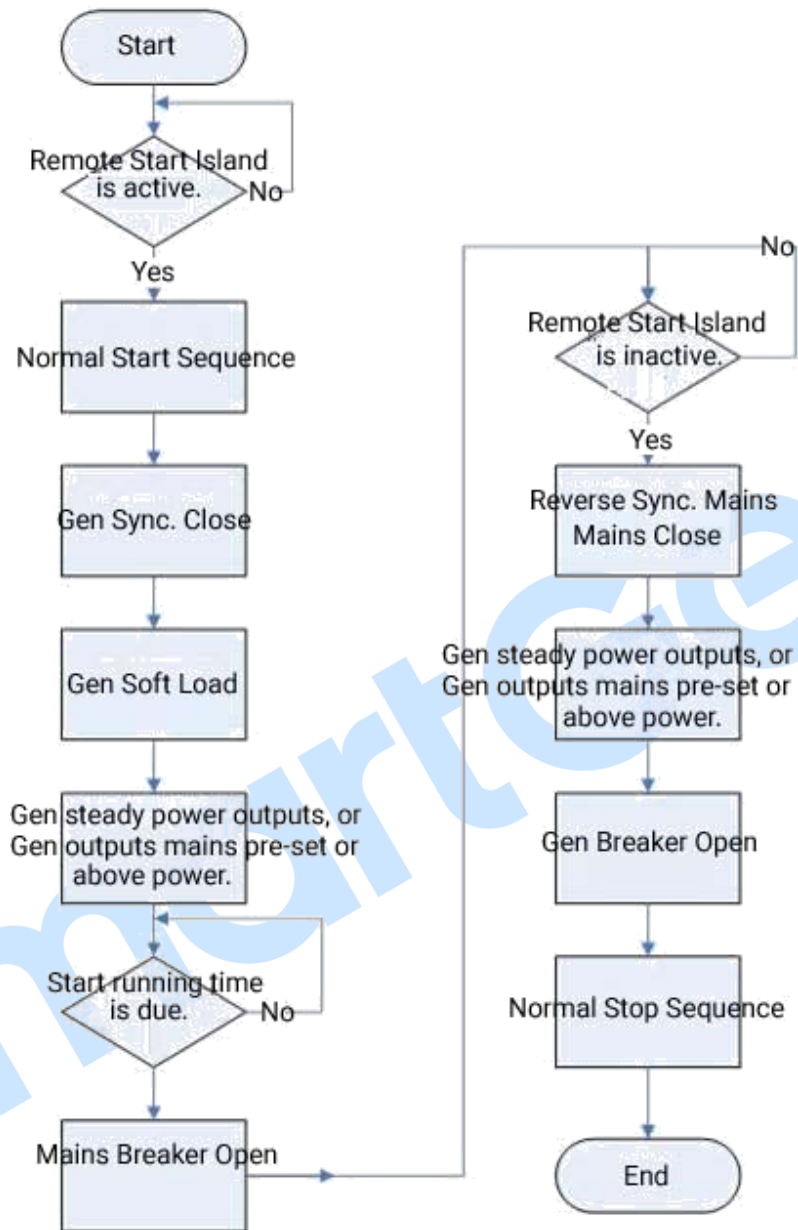 Start
Remote Start Island
is active.
No
Yes
Normal Start Sequence
Gen Sync. Close
Gen Soft Load
Gen steady power outputs, or
Gen outputs mains pre-set or
above power.
Start running time
is due.
No
Mains Breaker Open
No
Remote Start Island
is inactive.
Yes
Reverse Sync. Mains
Mains Close
Gen steady power outputs, or
Gen outputs mains pre-set or
above power.
Gen Breaker Open
Normal Stop Sequence
End